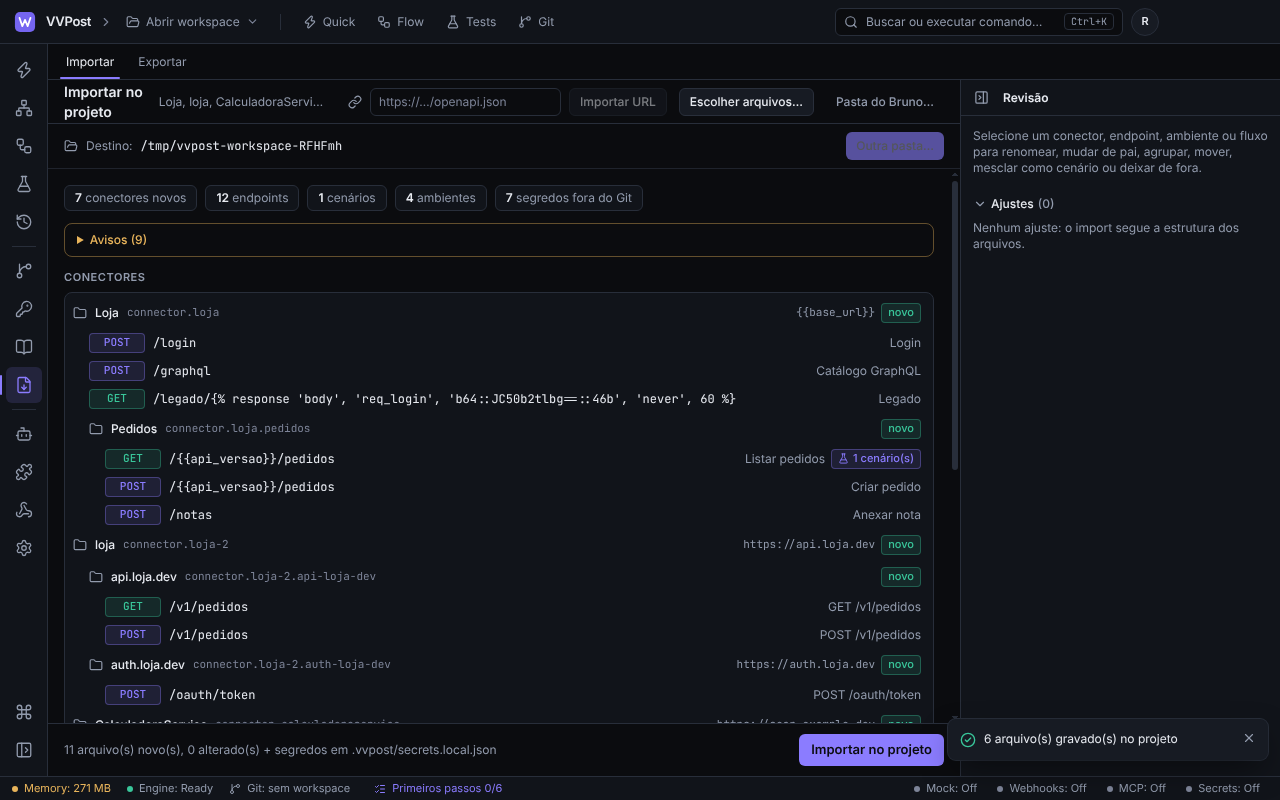 VVPost
Abrir workspace
Quick
Flow
Tests
Git
Buscar ou executar comando...
Ctrl+K
R
Importar
Exportar
Importar no projeto
Loja, loja, CalculadoraServi...
https://.../openapi.json
Importar URL
Escolher arquivos...
Pasta do Bruno...
Destino: /tmp/vvpost-workspace-RFHFmh
Outra pasta...
7 conectores novos
12 endpoints
1 cenários
4 ambientes
7 segredos fora do Git
Avisos (9)
CONECTORES
Loja connector.loja {{base_url}} novo
POST /login Login
POST /graphql Catálogo GraphQL
GET /legado/{% response 'body', 'req_login', 'b64::JC50b2tlbg==::46b', 'never', 60 %} Legado
Pedidos connector.loja.pedidos novo
GET /{{api_versao}}/pedidos Listar pedidos 1 cenário(s)
POST /{{api_versao}}/pedidos Criar pedido
POST /notas Anexar nota
loja connector.loja-2 https://api.loja.dev novo
api.loja.dev connector.loja-2.api-loja-dev novo
GET /v1/pedidos GET /v1/pedidos
POST /v1/pedidos POST /v1/pedidos
auth.loja.dev connector.loja-2.auth-loja-dev https://auth.loja.dev novo
POST /oauth/token POST /oauth/token
11 arquivo(s) novo(s), 0 alterado(s) + segredos em .vvpost/secrets.local.json
Importar no projeto
Revisão
Selecione um conector, endpoint, ambiente ou fluxo
para renomear, mudar de pai, agrupar, mover,
mesclar como cenário ou deixar de fora.
Ajustes (0)
Nenhum ajuste: o import segue a estrutura dos
arquivos.
6 arquivo(s) gravado(s) no projeto
Memory: 271 MB
Engine: Ready
Git: sem workspace
Primeiros passos 0/6
Mock: Off
Webhooks: Off
MCP: Off
Secrets: Off